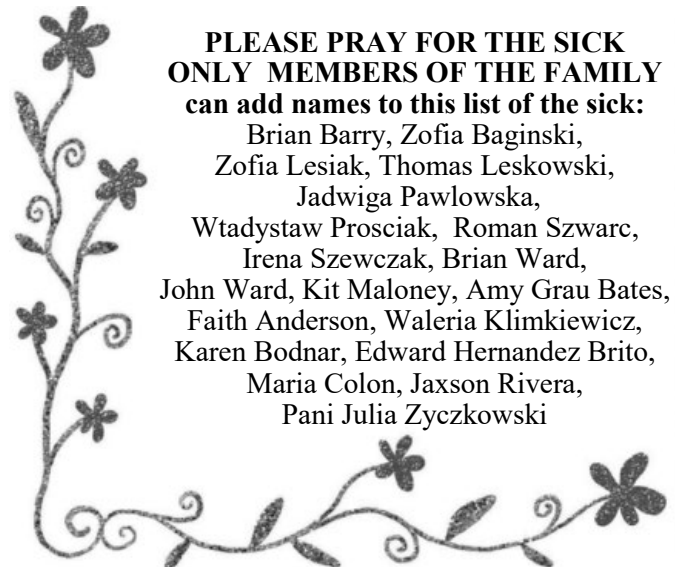 PLEASE PRAY FOR THE SICK
ONLY  MEMBERS OF THE FAMILY
can add names to this list of the sick:
Brian Barry, Zofia Baginski,
Zofia Lesiak, Thomas Leskowski,
Jadwiga Pawlowska,
Wtadystaw Prosciak,  Roman Szwarc,
Irena Szewczak, Brian Ward,
John Ward, Kit Maloney, Amy Grau Bates,
Faith Anderson, Waleria Klimkiewicz,
Karen Bodnar, Edward Hernandez Brito,
Maria Colon, Jaxson Rivera,
Pani Julia Zyczkowski